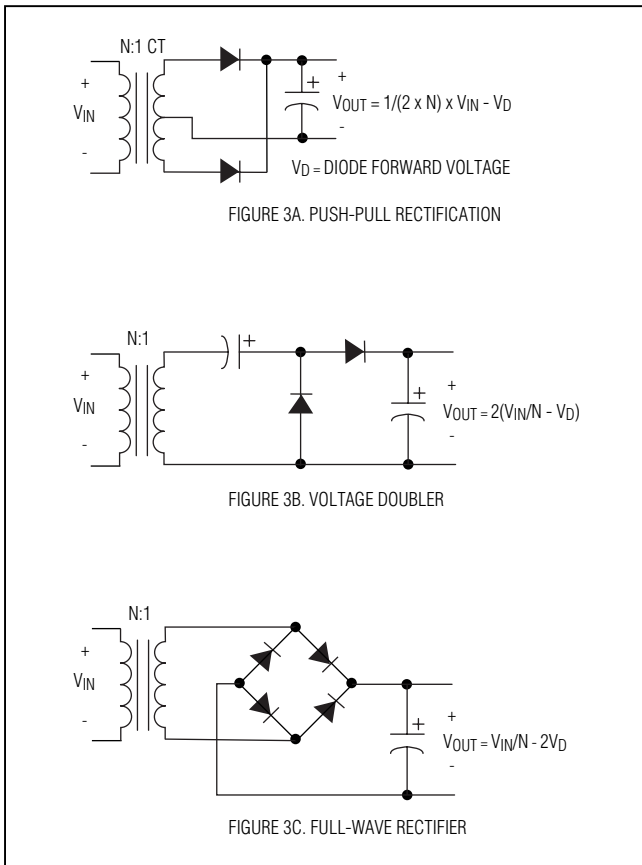 N:1 CT
+
VIN
-
+
+
VOUT = 1/(2 x N) x VIN - VD
-
VD = DIODE FORWARD VOLTAGE
FIGURE 3A. PUSH-PULL RECTIFICATION
N:1
+
+
VIN
-
+
+
VOUT = 2(VIN/N - VD)
-
FIGURE 3B. VOLTAGE DOUBLER
N:1
+
VIN
-
+
+
VOUT = VIN/N - 2VD
-
FIGURE 3C. FULL-WAVE RECTIFIER